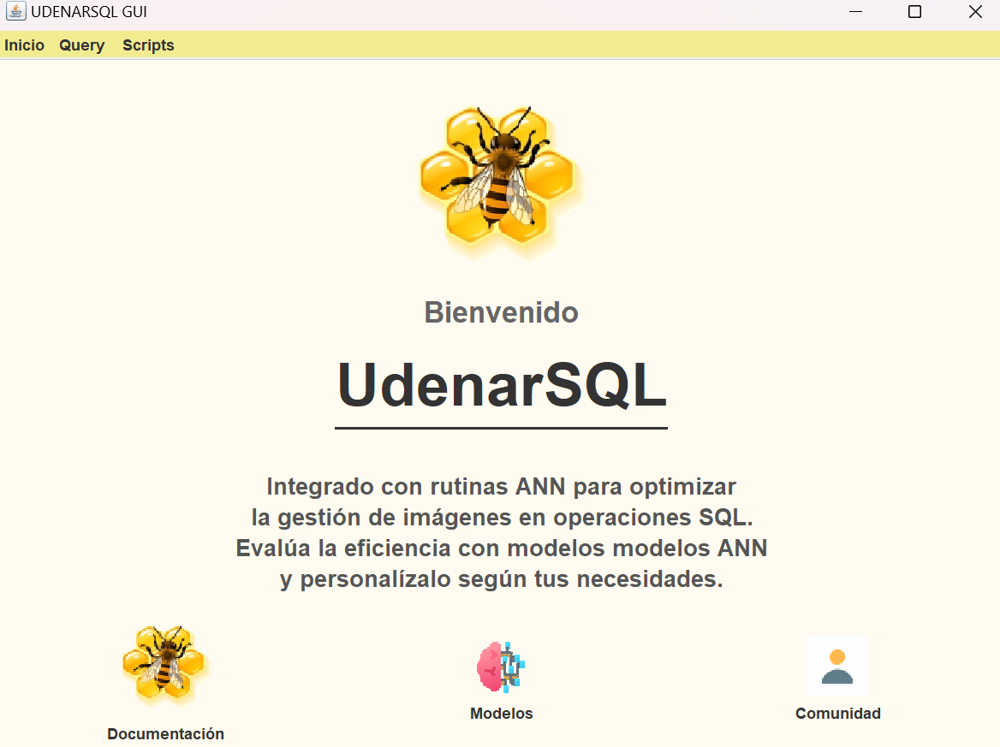 UDENARSQL GUI
Inicio Query Scripts
Bienvenido
UdenarSQL
Integrado con rutinas ANN para optimizar
la gestión de imágenes en operaciones SQL.
Evalúa la eficiencia con modelos modelos ANN
y personalízalo según tus necesidades.
Documentación
Modelos
Comunidad